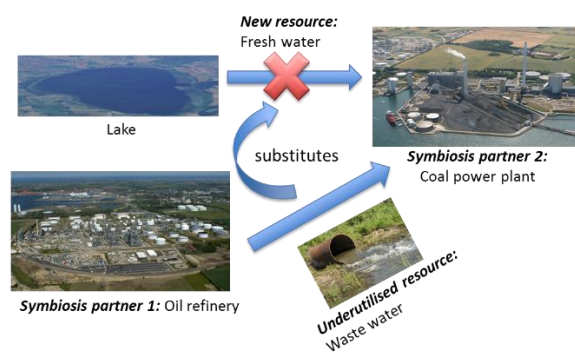 New resource:
Fresh water
Lake
substitutes
Symbiosis partner 2:
Coal power plant
Symbiosis partner 1: Oil refinery
Underutilised resource:
Waste water